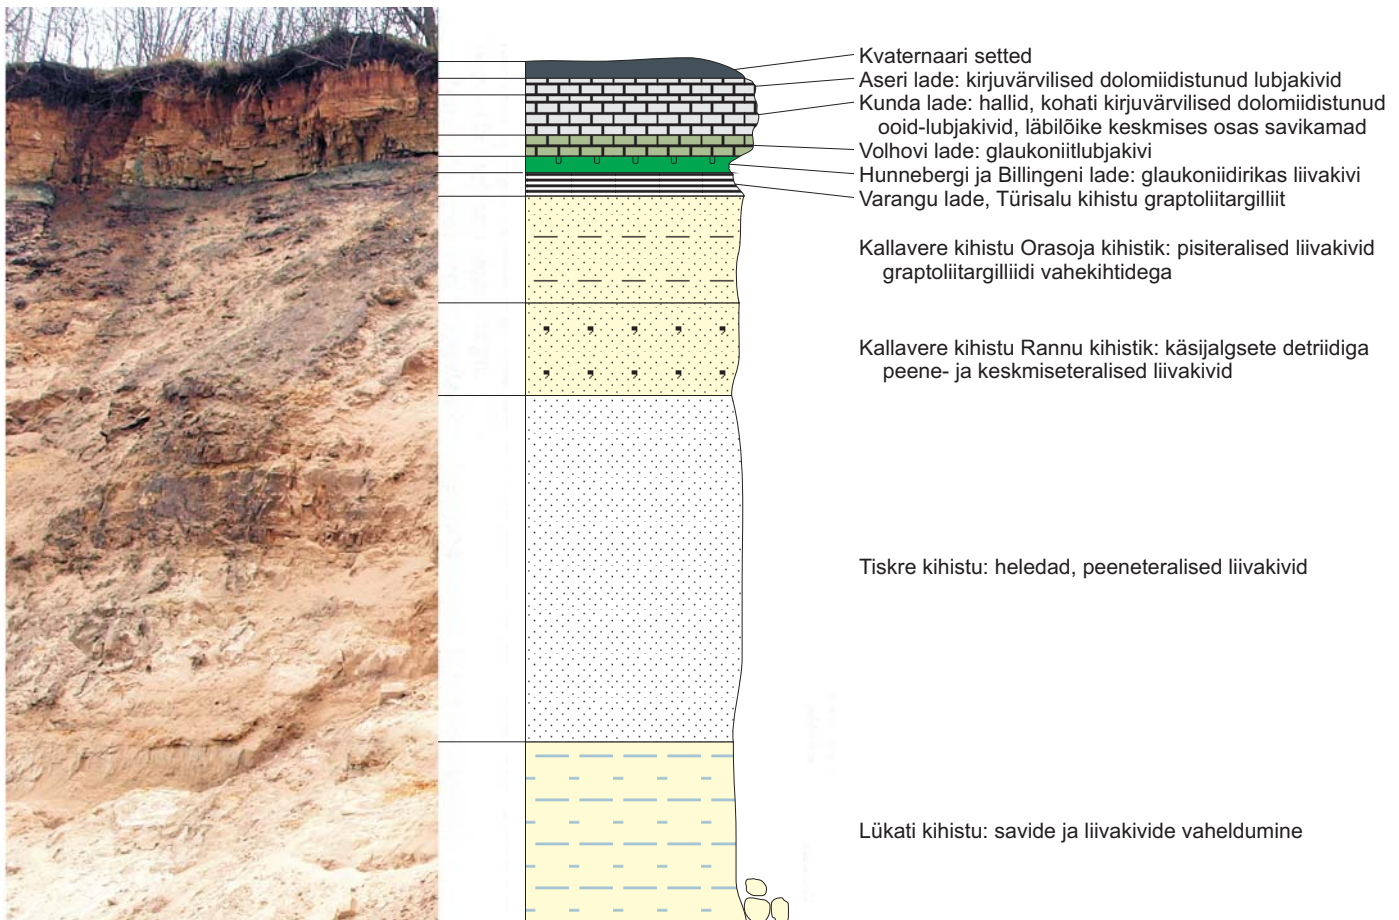 Kvaternaari setted
Aseri lade: kirjuvärvilised dolomiidistunud lubjakivid
Kunda lade: hallid, kohati kirjuvärvilised dolomiidistunud
ooid-lubjakivid, läbilõike keskmises osas savikamad
Volhovi lade: glaukoniitlubjakivi
Hunnebergi ja Billingeni lade: glaukoniidirikas liivakivi
Varangu lade, Türisalu kihistu graptoliitargilliit
Kallavere kihistu Orasoja kihistik: pisiteralised liivakivid
graptoliitargilliidi vahekihtidega
Kallavere kihistu Rannu kihistik: käsijalgsete detriidiga
peene- ja keskmiseteralised liivakivid
Tiskre kihistu: heledad, peeneteralised liivakivid
Lükati kihistu: savide ja liivakivide vaheldumine